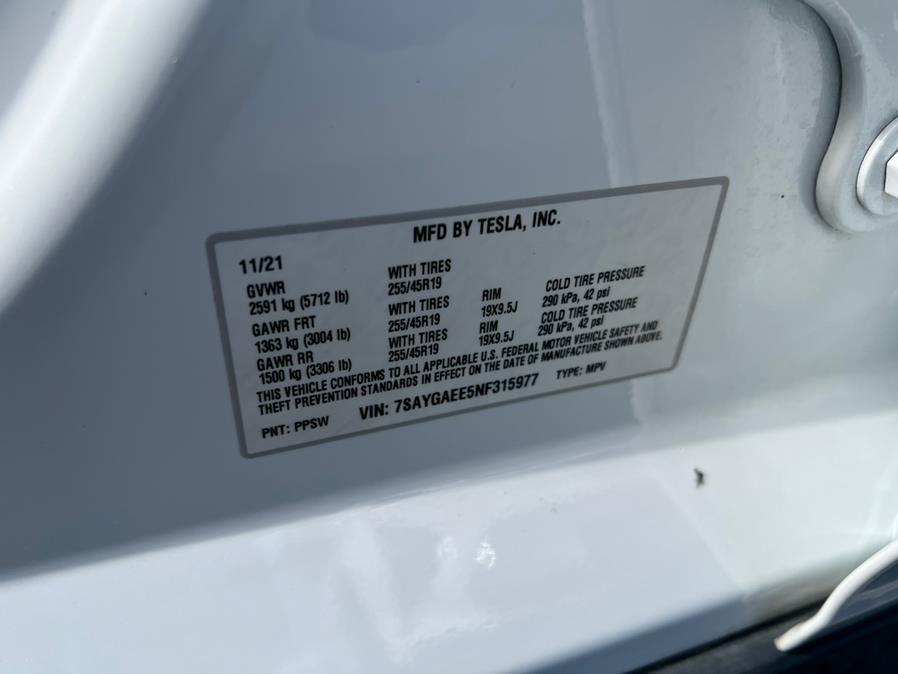 MFD BY TESLA, INC.
11/21
GVWR WITH TIRES
2591 kg (5712 lb) 255/45R19 RIM COLD TIRE PRESSURE
GAWR FRT WITH TIRES 19X9.5J 290 kPa, 42 psi
1363 kg (3004 lb) 255/45R19 RIM COLD TIRE PRESSURE
GAWR RR WITH TIRES 19X9.5J 290 kPa, 42 psi
1500 kg (3306 lb) 255/45R19
THIS VEHICLE CONFORMS TO ALL APPLICABLE U.S. FEDERAL MOTOR VEHICLE SAFETY AND
THEFT PREVENTION STANDARDS IN EFFECT ON THE DATE OF MANUFACTURE SHOWN ABOVE.
PNT: PPSW VIN: 7SAYGAEE5NF315977 TYPE: MPV